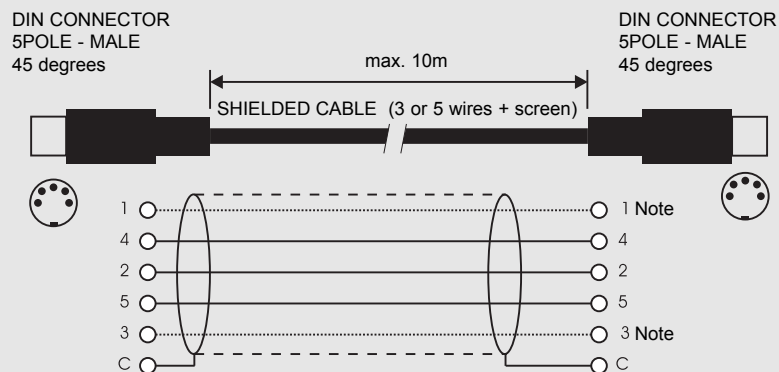 DIN CONNECTOR
5POLE - MALE
45 degrees
DIN CONNECTOR
5POLE - MALE
45 degrees
max. 10m
SHIELDED CABLE (3 or 5 wires + screen)
1 1 Note
4 4
2 2
5 5
3 3 Note
C C